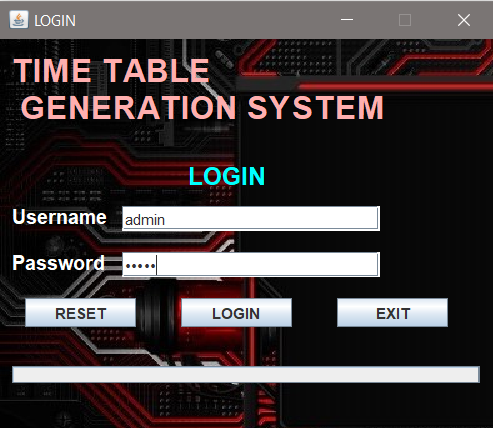 LOGIN
TIME TABLE
GENERATION SYSTEM
LOGIN
Username admin
Password •••••
RESET LOGIN EXIT